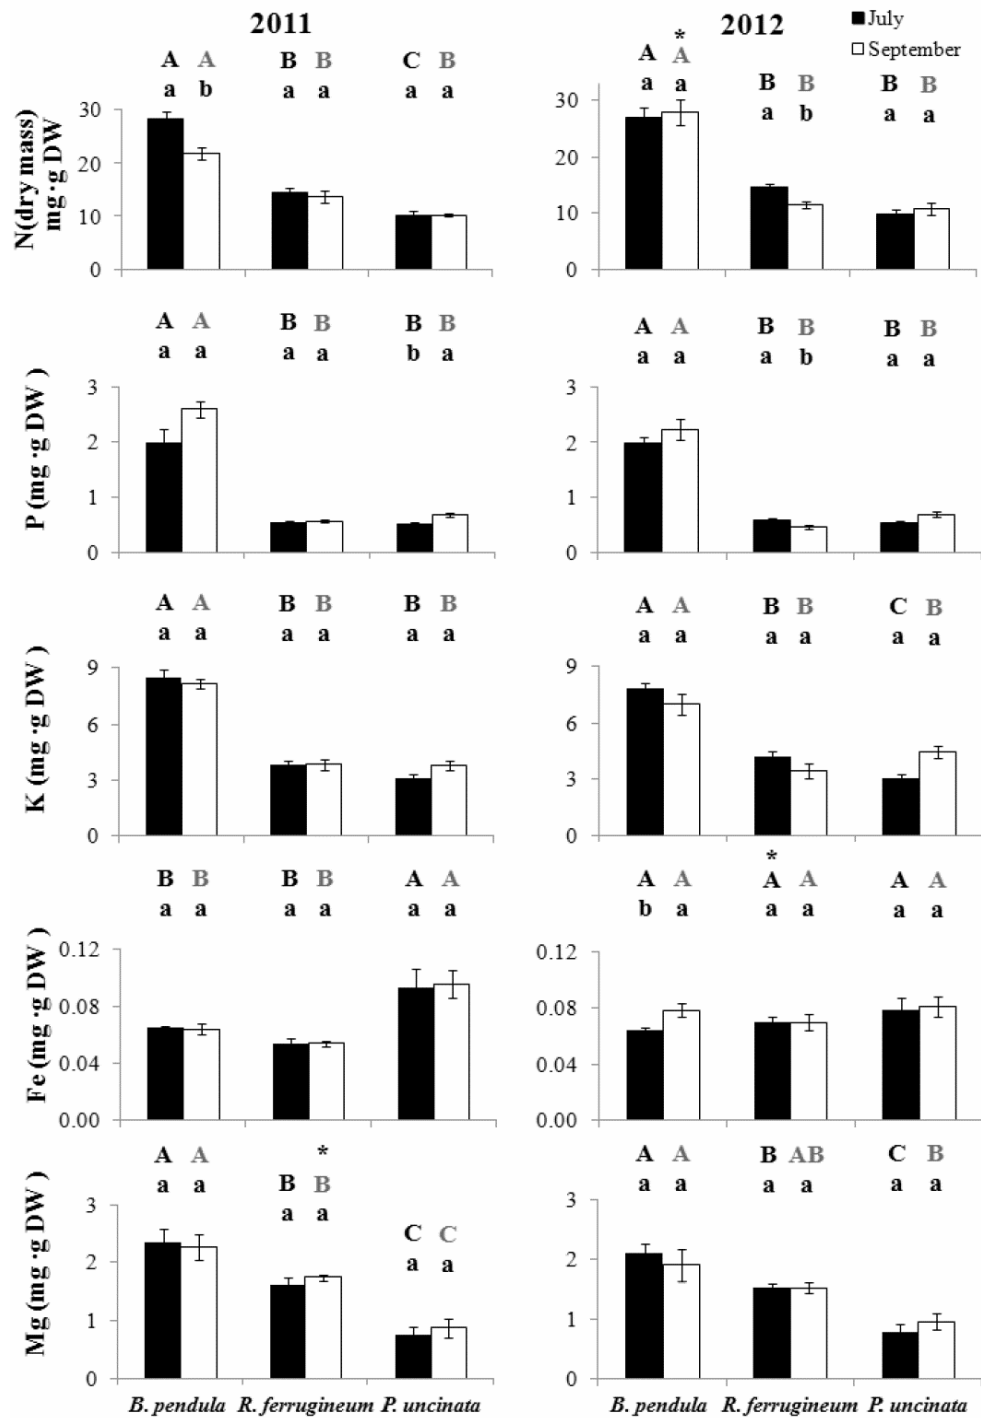 2011
2012
July
September
N(dry mass)
mg·g DW
A A B B C B
a b a a a a
30
20
10
0
*
A A B B B B
a a a b a a
30
20
10
0
P (mg·g DW)
A A B B B B
a a a a b a
3
2
1
0
A A B B B B
a a a b a a
3
2
1
0
K (mg·g DW)
A A B B B B
a a a a a a
9
6
3
0
A A B B C B
a a a a a a
9
6
3
0
Fe (mg·g DW)
B B B B A A
a a a a a a
0.12
0.08
0.04
0.00
*
A A A A A A
b a a a a a
0.12
0.08
0.04
0.00
Mg (mg·g DW)
*
A A B B C C
a a a a a a
3
2
1
0
A A B AB C B
a a a a a a
3
2
1
0
B. pendula R. ferrugineum P. uncinata
B. pendula R. ferrugineum P. uncinata